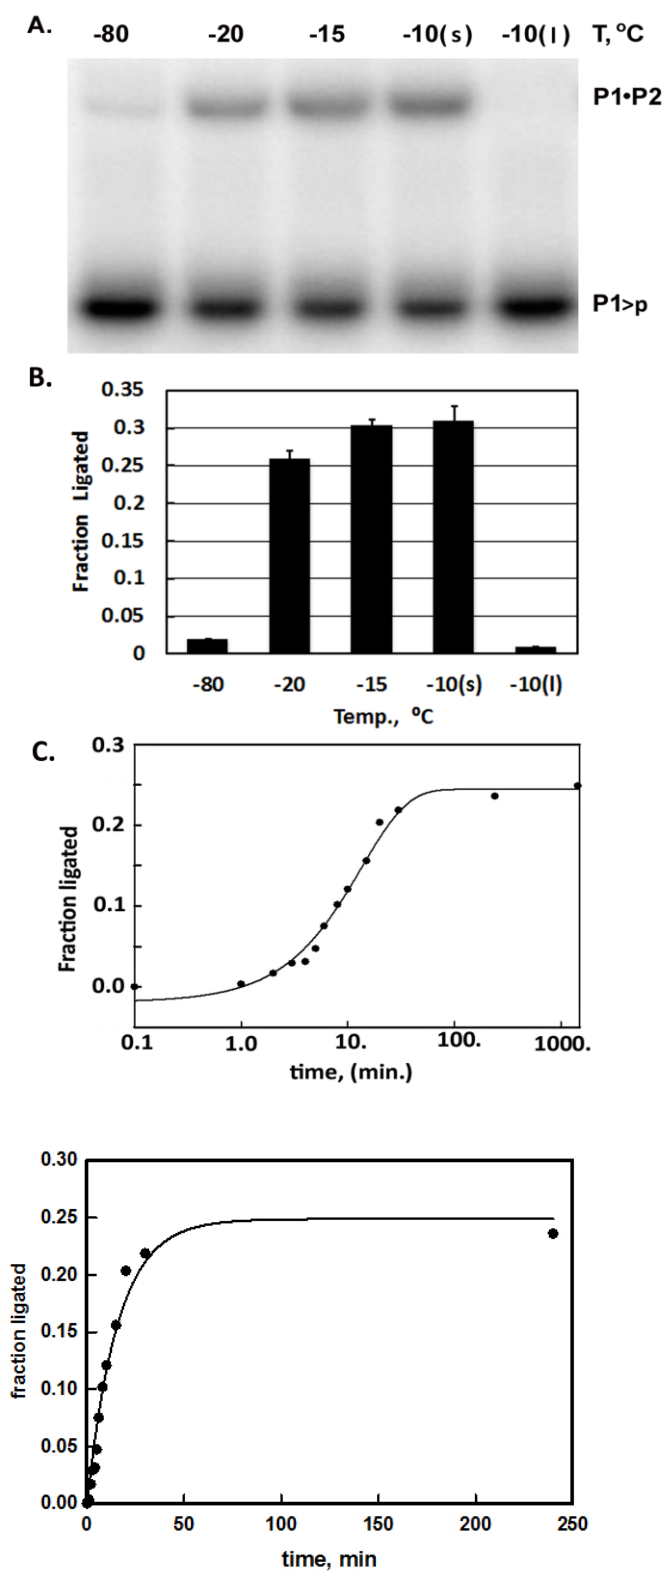 A. -80 -20 -15 -10(s) -10(l) T, °C
P1•P2
P1>p
B.
0.35
0.3
0.25
0.2
0.15
0.1
0.05
0
Fraction Ligated
-80 -20 -15 -10(s) -10(l)
Temp., °C
C.
0.3
0.2
0.1
0.0
Fraction ligated
0.1 1.0 10. 100. 1000.
time, (min.)
0.30
0.25
0.20
0.15
0.10
0.05
0.00
fraction ligated
0 50 100 150 200 250
time, min